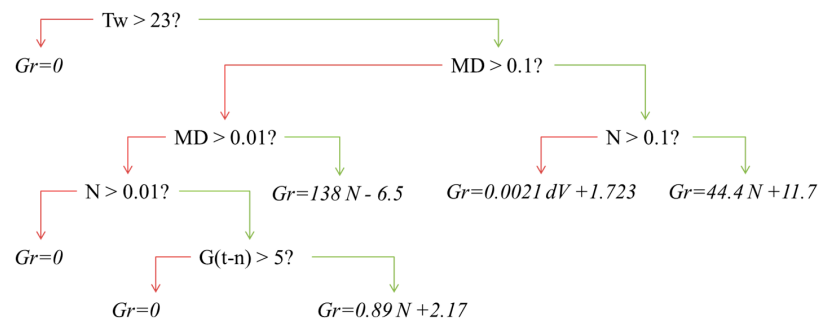 Tw > 23?
Gr=0
MD > 0.1?
MD > 0.01?
N > 0.1?
N > 0.01?
Gr=138 N - 6.5
Gr=0.0021 dV +1.723
Gr=44.4 N +11.7
Gr=0
G(t-n) > 5?
Gr=0
Gr=0.89 N +2.17